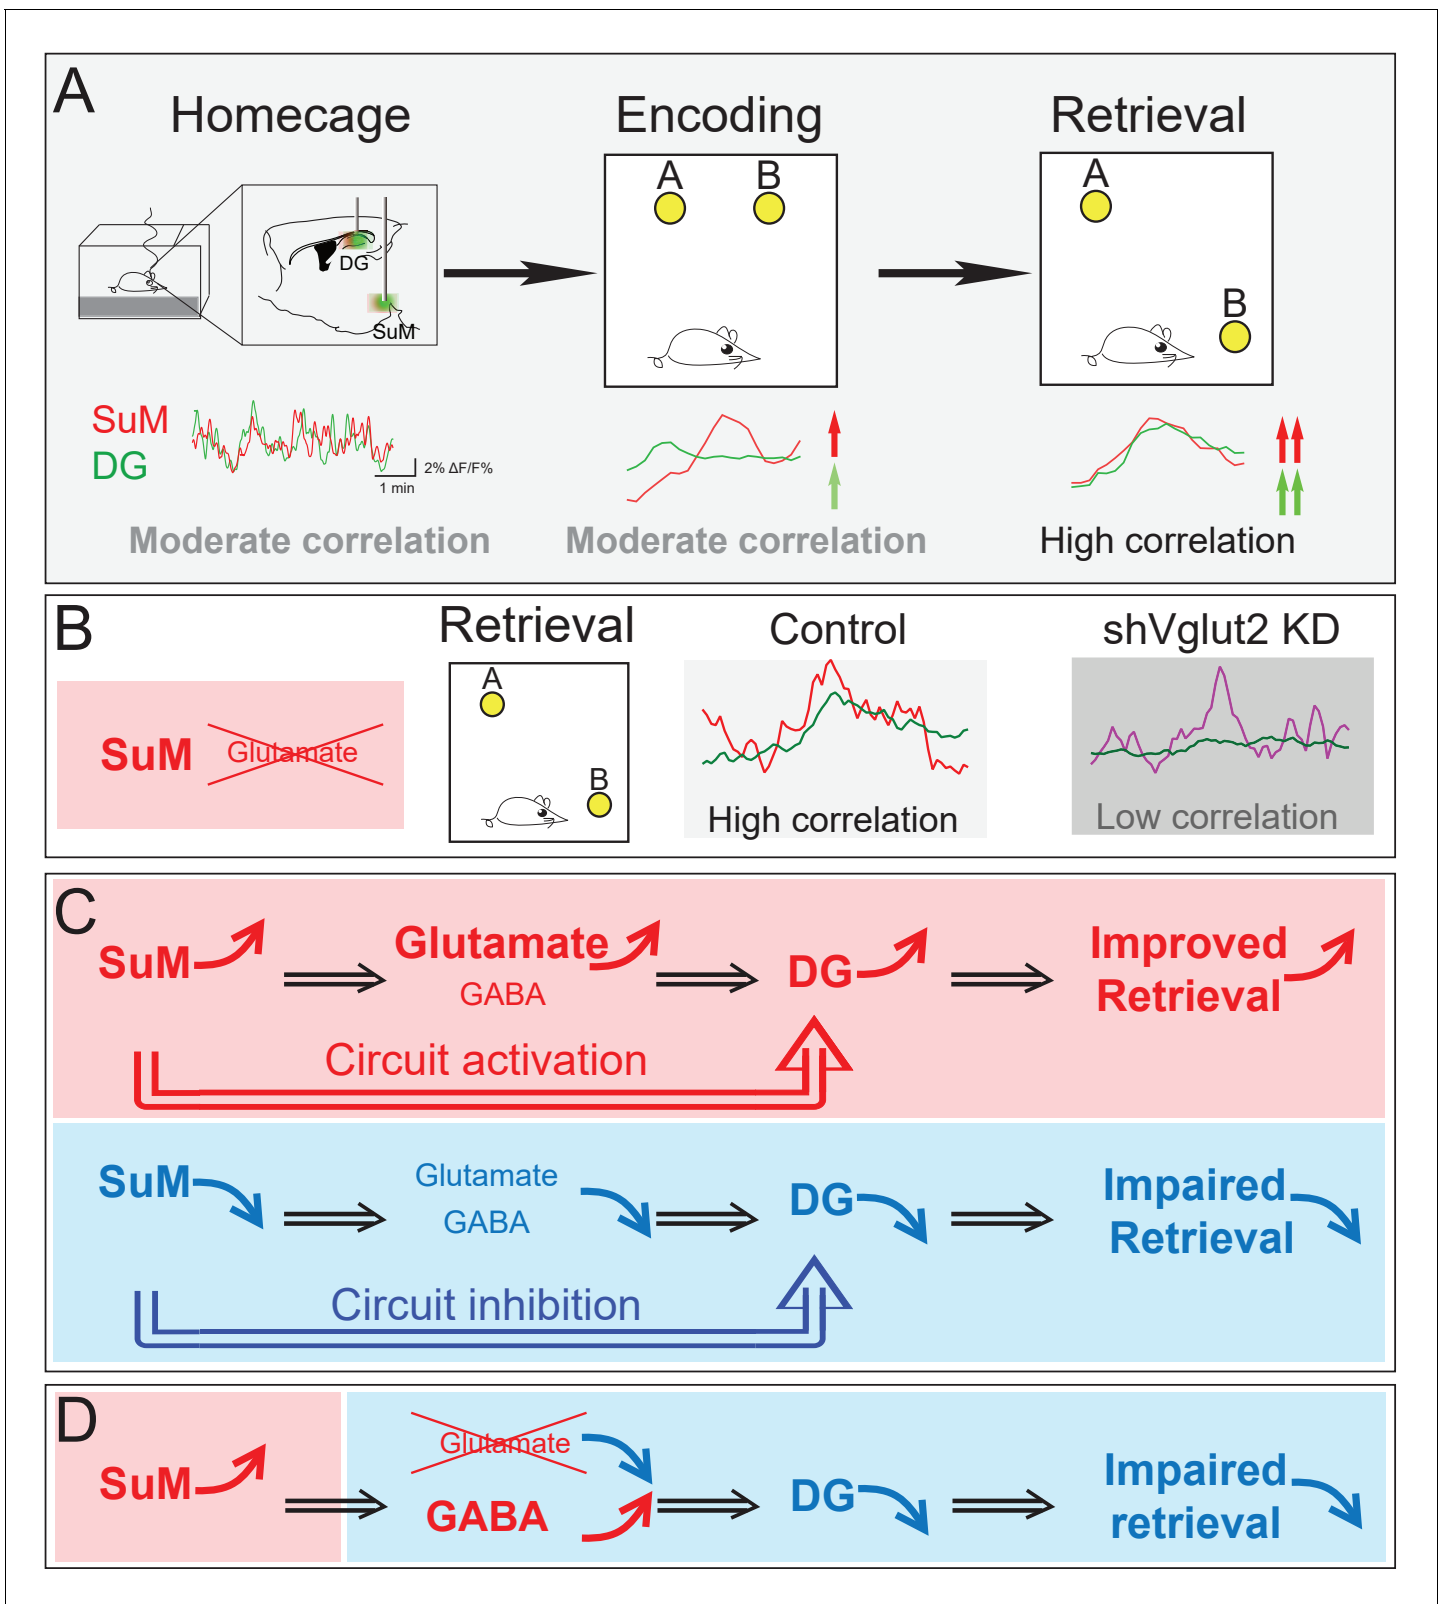 A
Homecage
Encoding
Retrieval
A
B
A
B
DG
SuM
SuM
DG
2% ΔF/F%
1 min
Moderate correlation
Moderate correlation
High correlation
B
Retrieval
Control
shVglut2 KD
A
B
SuM
Glutamate
High correlation
Low correlation
C
SuM
Glutamate
GABA
DG
Improved
Retrieval
Circuit activation
SuM
Glutamate
GABA
DG
Impaired
Retrieval
Circuit inhibition
D
SuM
Glutamate
GABA
DG
Impaired
retrieval